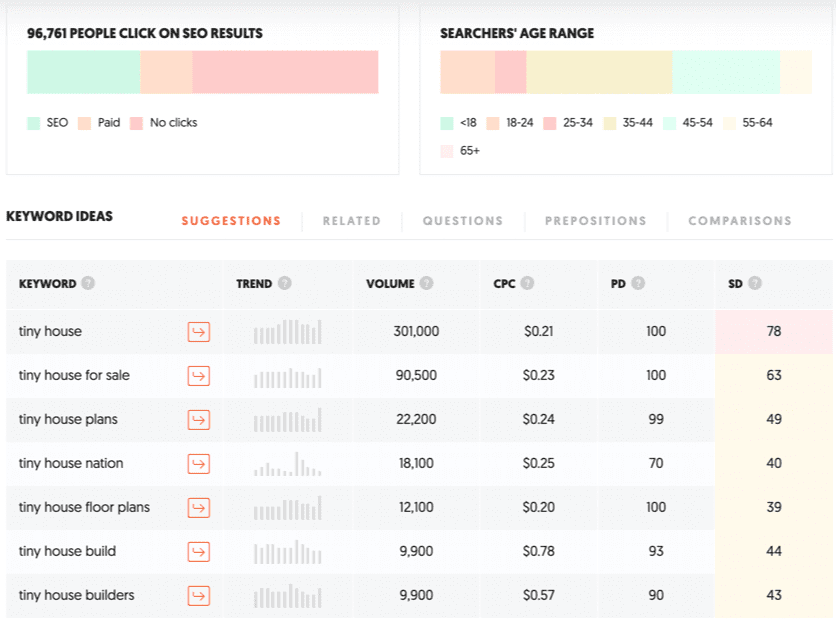 96,761 PEOPLE CLICK ON SEO RESULTS
SEO Paid No clicks
SEARCHERS' AGE RANGE
<18 18-24 25-34 35-44 45-54 55-64
65+
KEYWORD IDEAS SUGGESTIONS RELATED QUESTIONS PREPOSITIONS COMPARISONS
KEYWORD ? TREND ? VOLUME ? CPC ? PD ? SD ?
tiny house 301,000 $0.21 100 78
tiny house for sale 90,500 $0.23 100 63
tiny house plans 22,200 $0.24 99 49
tiny house nation 18,100 $0.25 70 40
tiny house floor plans 12,100 $0.20 100 39
tiny house build 9,900 $0.78 93 44
tiny house builders 9,900 $0.57 90 43